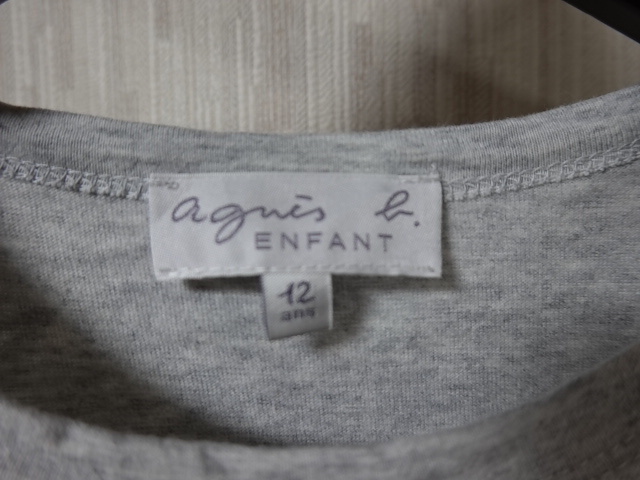 agnès b.
ENFANT
12
ans